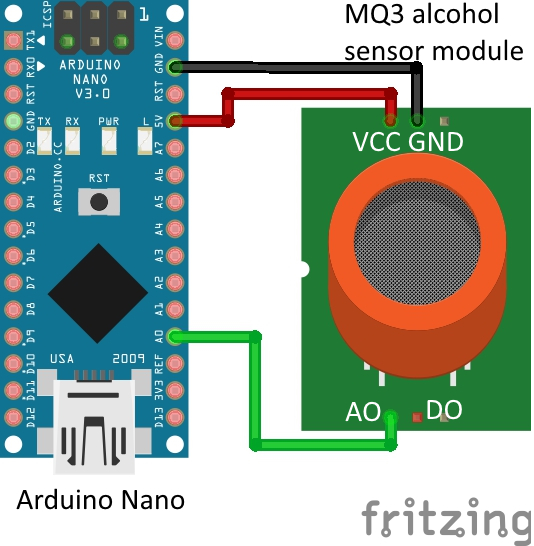 MQ3 alcohol
sensor module
ICSP
1
TX1
RX0
RST
GND
D2
D3
D4
D5
D6
D7
D8
D9
D10
D11
D12
ARDUINO
NANO
V3.0
TX RX PWR L
ARDUINO.CC
RST
USA 2009
VIN
GND
RST
5V
A7
A6
A5
A4
A3
A2
A1
A0
REF
3V3
D13
VCC GND
AO DO
Arduino Nano
fritzing